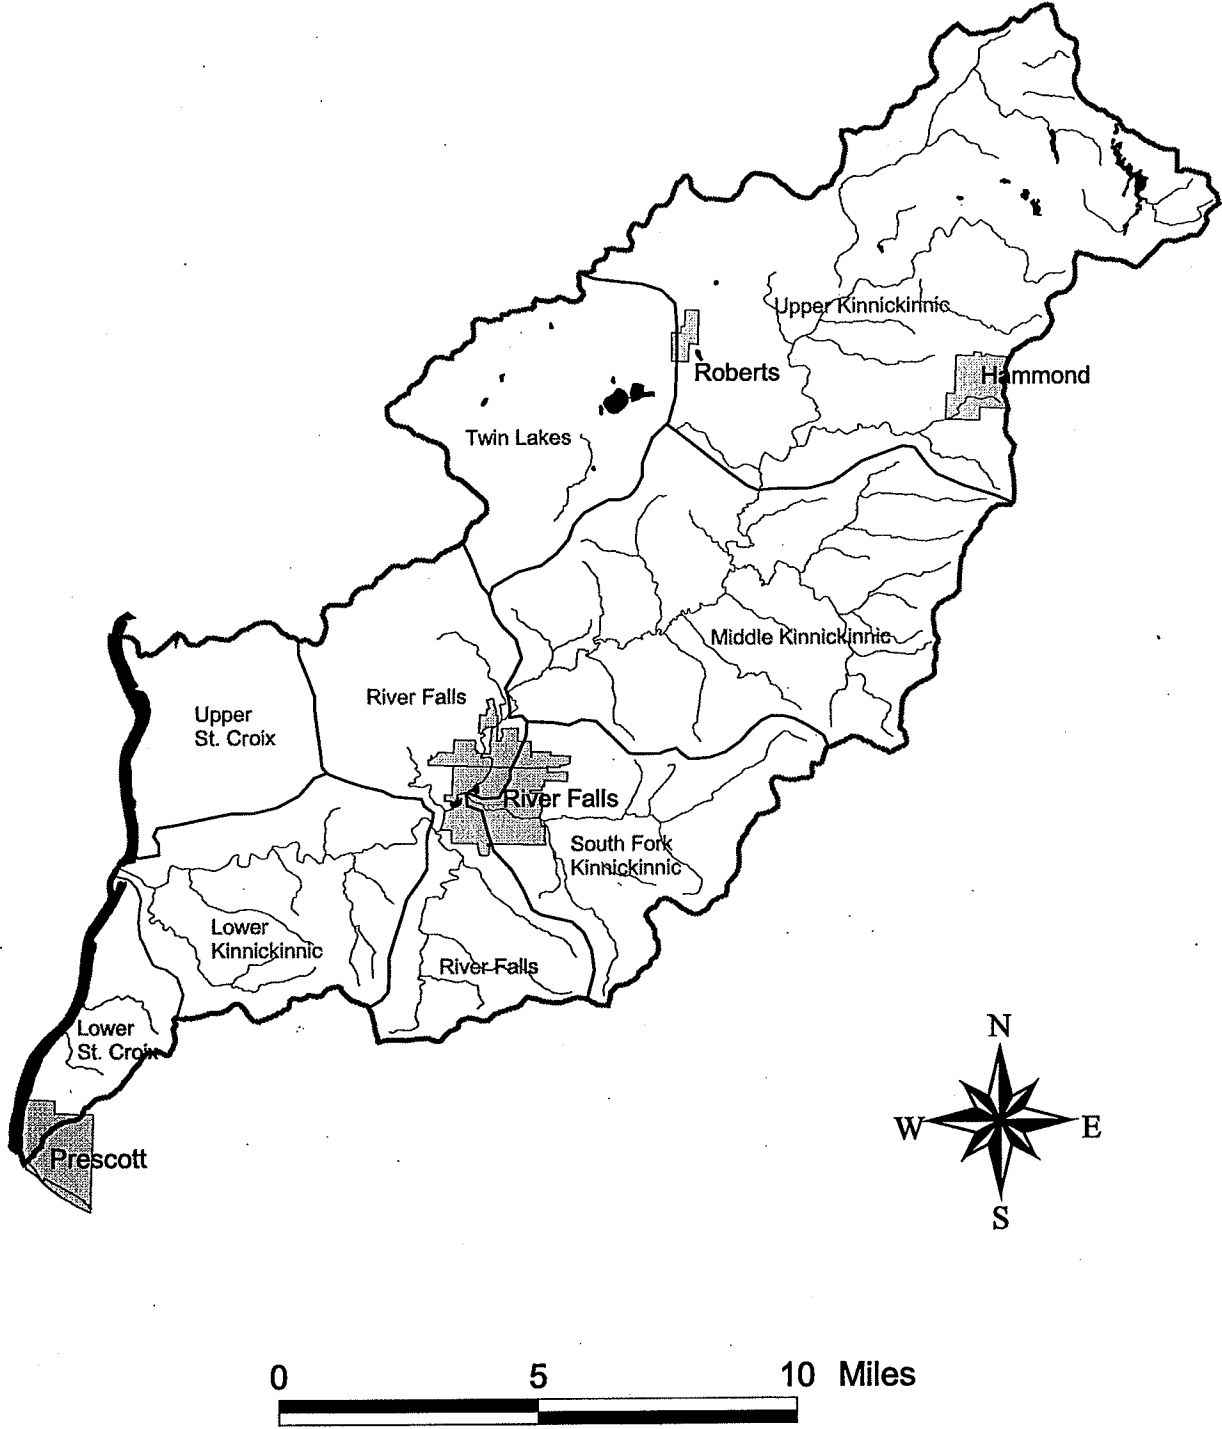 Upper Kinnickinnic
Roberts
Hammond
Twin Lakes
Middle Kinnickinnic
River Falls
Upper
St. Croix
River Falls
South Fork
Kinnickinnic
Lower
Kinnickinnic
River Falls
Lower
St. Croix
N
W
E
S
Prescott
0 5 10 Miles